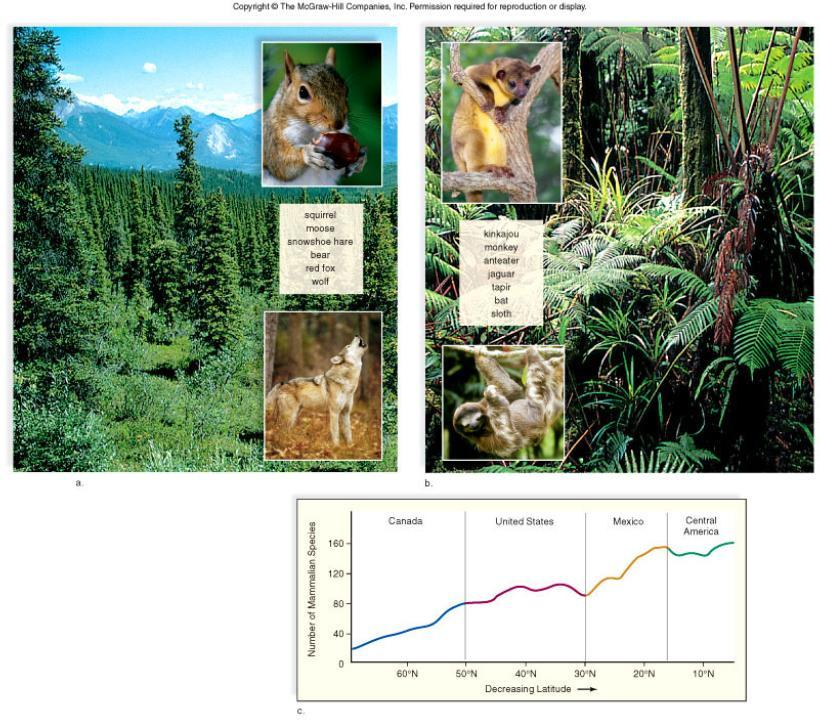 Copyright © The McGraw-Hill Companies, Inc. Permission required for reproduction or display.
squirrel
moose
snowshoe hare
bear
red fox
wolf
kinkajou
monkey
anteater
jaguar
tapir
bat
sloth
a.
b.
Canada
United States
Mexico
Central
America
Number of Mammalian Species
160
120
80
40
0
60°N
50°N
40°N
30°N
20°N
10°N
Decreasing Latitude
c.